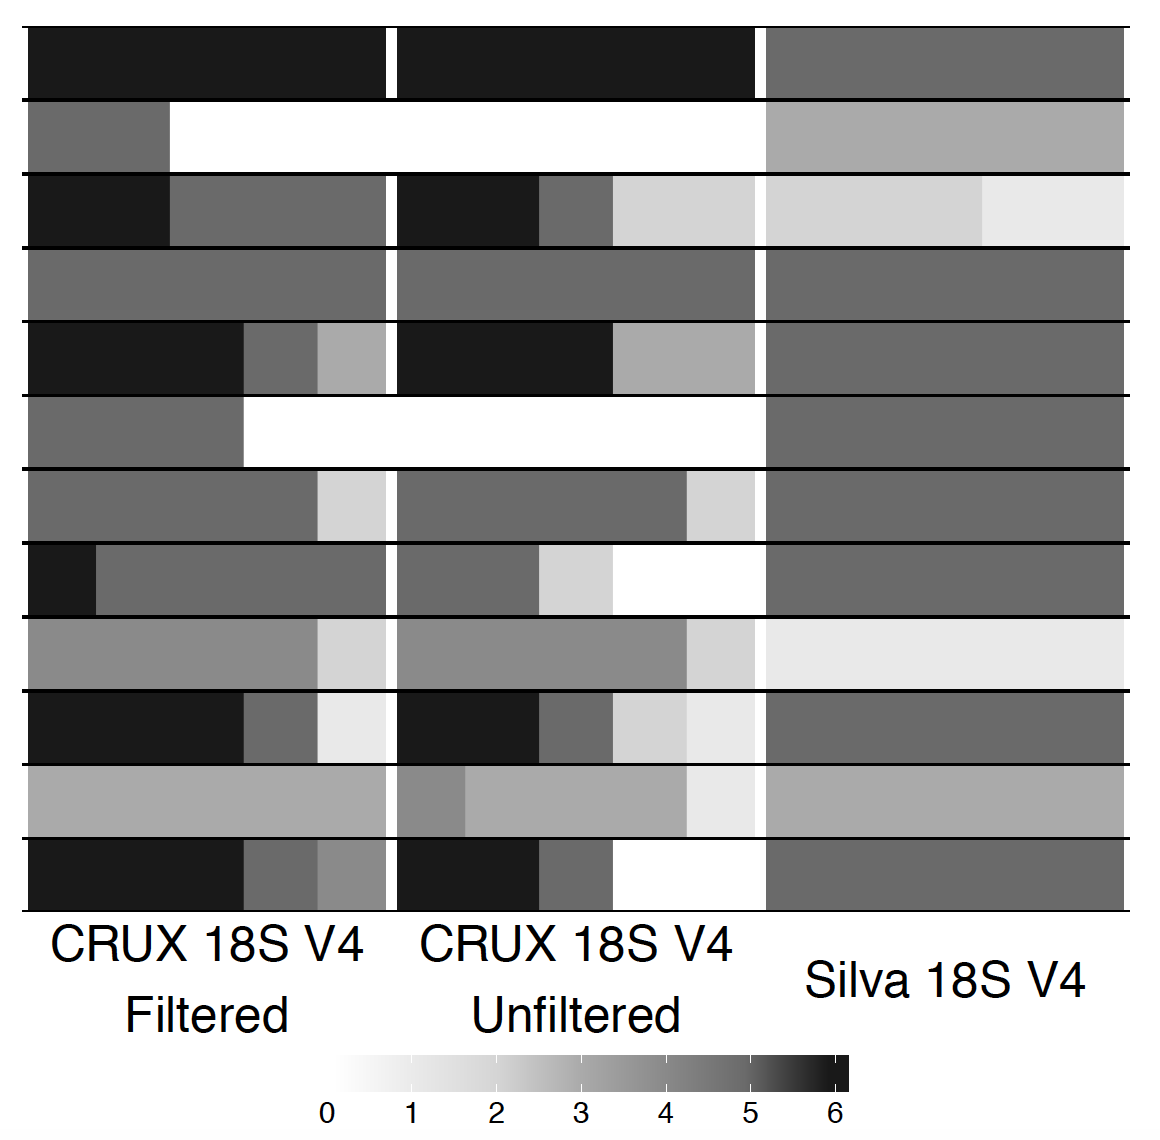 CRUX 18S V4
Filtered
CRUX 18S V4
Unfiltered
Silva 18S V4
0 1 2 3 4 5 6